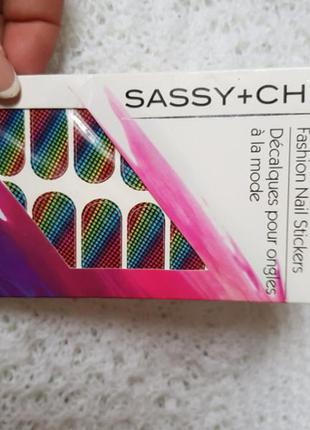 SASSY+CH
Fashion Nail Stickers
Décalques pour ongles
à la mode